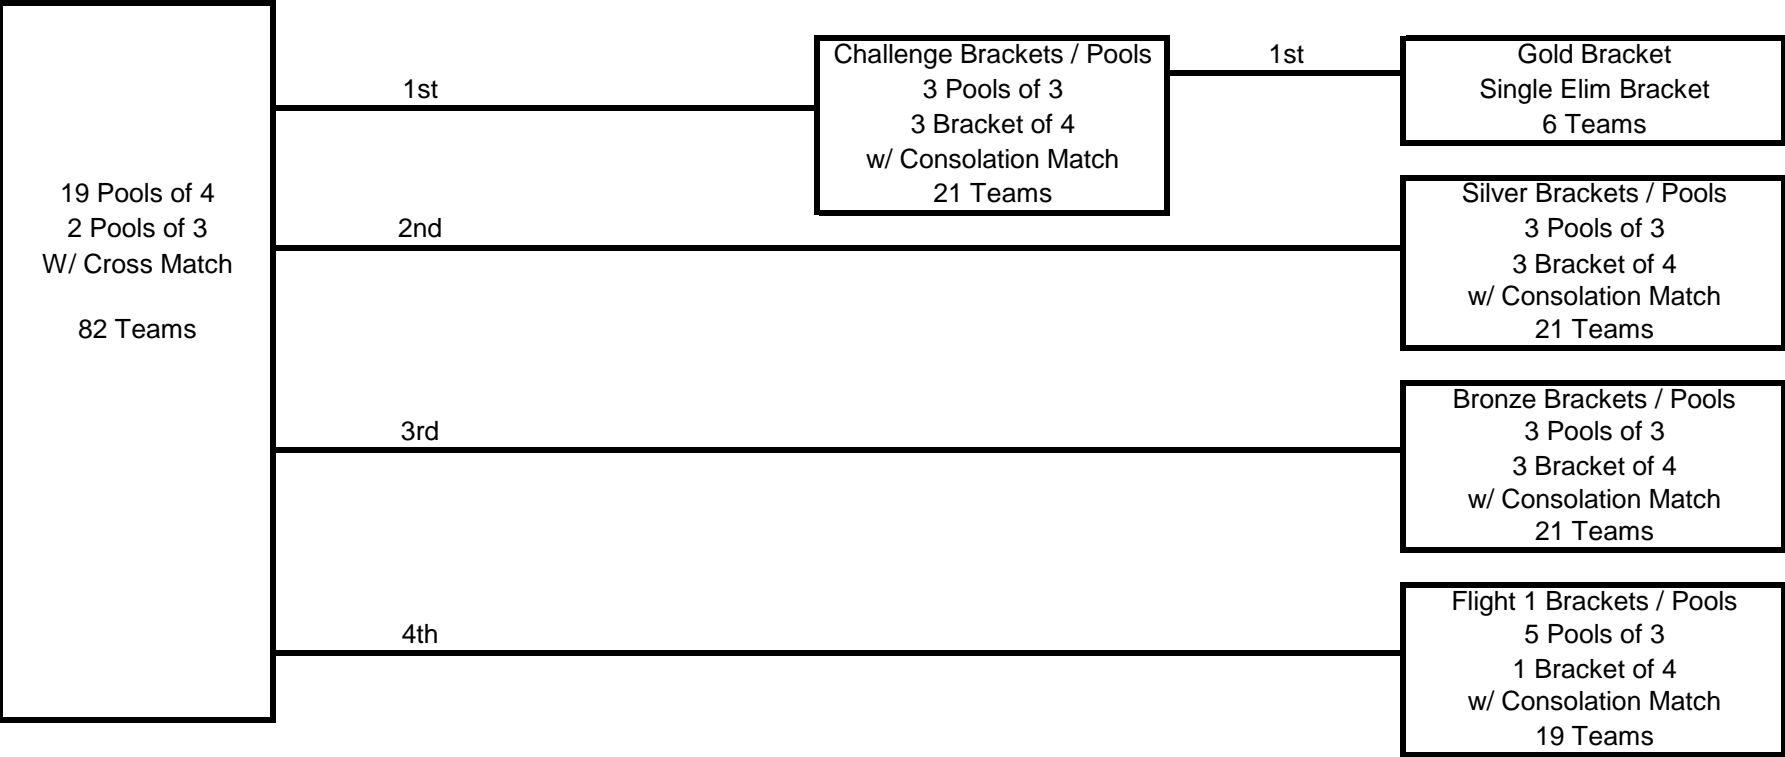 19 Pools of 4
2 Pools of 3
W/ Cross Match
82 Teams
1st
Challenge Brackets / Pools
3 Pools of 3
3 Bracket of 4
w/ Consolation Match
21 Teams
1st
Gold Bracket
Single Elim Bracket
6 Teams
2nd
Silver Brackets / Pools
3 Pools of 3
3 Bracket of 4
w/ Consolation Match
21 Teams
3rd
Bronze Brackets / Pools
3 Pools of 3
3 Bracket of 4
w/ Consolation Match
21 Teams
4th
Flight 1 Brackets / Pools
5 Pools of 3
1 Bracket of 4
w/ Consolation Match
19 Teams